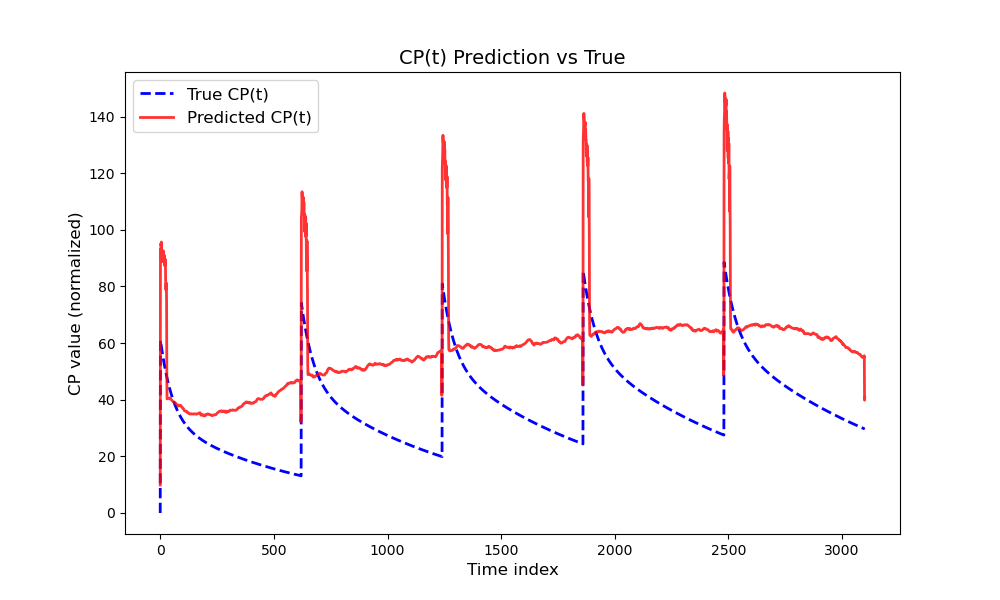 CP(t) Prediction vs True
True CP(t)
Predicted CP(t)
CP value (normalized)
140
120
100
80
60
40
20
0
0 500 1000 1500 2000 2500 3000
Time index